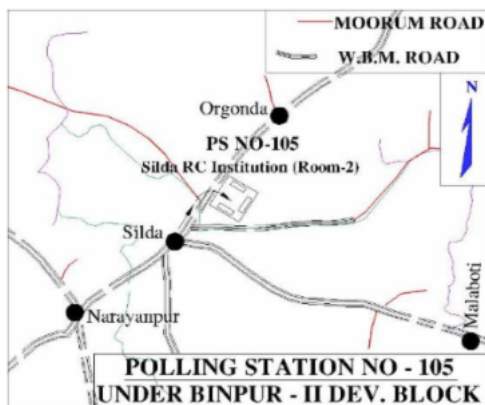 MOORUM ROAD
W.B.M. ROAD
N
Orgonda
PS NO-105
Silda RC Institution (Room-2)
Silda
Narayanpur
Malaboti
POLLING STATION NO - 105
UNDER BINPUR - II DEV. BLOCK